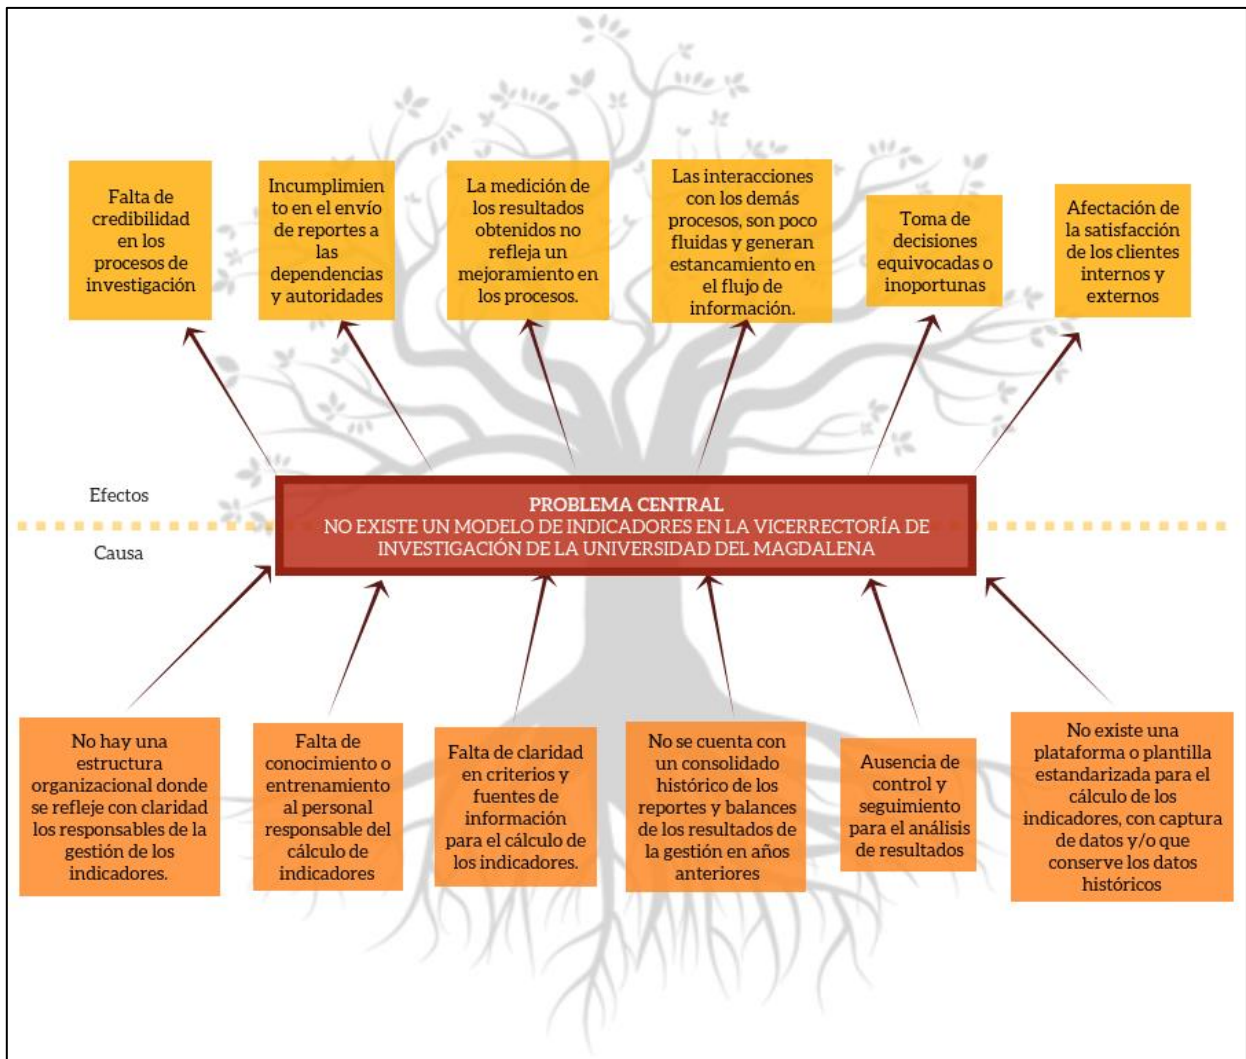 Falta de
credibilidad
en los
procesos de
investigación
Incumplimien
to en el envío
de reportes a
las
dependencias
y autoridades
La medición de
los resultados
obtenidos no
refleja un
mejoramiento en
los procesos.
Las interacciones
con los demás
procesos, son poco
fluidas y generan
estancamiento en
el flujo de
información.
Toma de
decisiones
equivocadas o
inoportunas
Afectación de
la satisfacción
de los clientes
internos y
externos
Efectos
Causa
PROBLEMA CENTRAL
NO EXISTE UN MODELO DE INDICADORES EN LA VICERRECTORÍA DE
INVESTIGACIÓN DE LA UNIVERSIDAD DEL MAGDALENA
No hay una
estructura
organizacional donde
se refleje con claridad
los responsables de la
gestión de los
indicadores.
Falta de
conocimiento o
entrenamiento
al personal
responsable del
cálculo de
indicadores
Falta de claridad
en criterios y
fuentes de
información
para el cálculo
de los indicadores.
No se cuenta con
un consolidado
histórico de los
reportes y balances
de los resultados de
la gestión en años
anteriores
Ausencia de
control y
seguimiento
para el análisis
de resultados
No existe una
plataforma o plantilla
estandarizada para el
cálculo de los
indicadores, con captura
de datos y/o que
conserve los datos
históricos